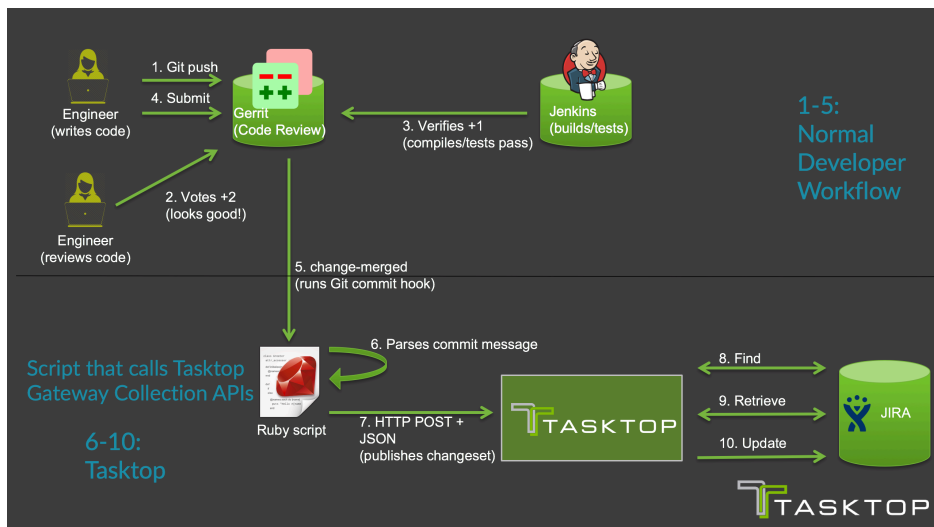 1. Git push
4. Submit
Engineer
(writes code)
Gerrit
(Code Review)
3. Verifies +1
(compiles/tests pass)
Jenkins
(builds/tests)
1-5:
Normal
Developer
Workflow
2. Votes +2
(looks good!)
Engineer
(reviews code)
5. change-merged
(runs Git commit hook)
Script that calls Tasktop
Gateway Collection APIs
6. Parses commit message
Ruby script
7. HTTP POST +
JSON
(publishes changeset)
TASKTOP
8. Find
9. Retrieve
10. Update
JIRA
6-10:
Tasktop
TASKTOP